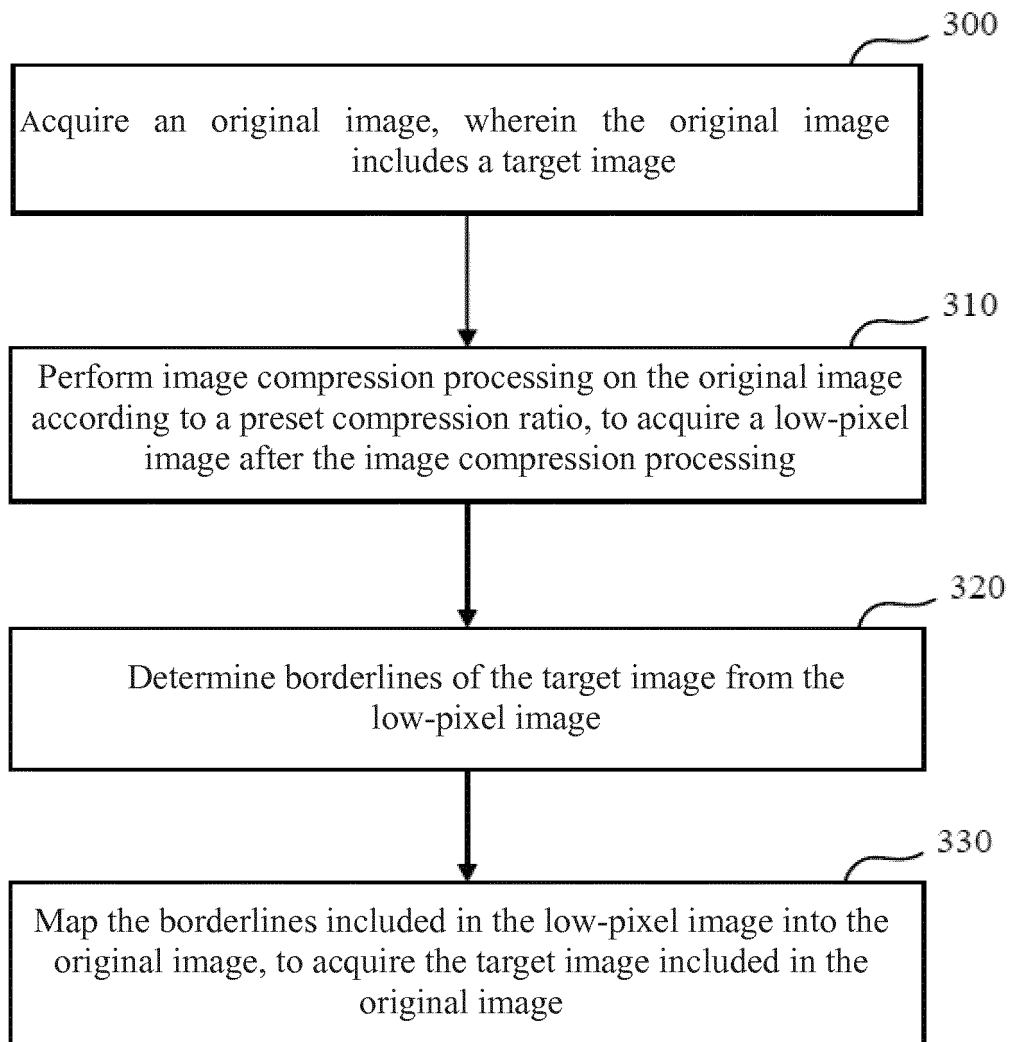 300
Acquire an original image, wherein the original image
includes a target image
310
Perform image compression processing on the original image
according to a preset compression ratio, to acquire a low-pixel
image after the image compression processing
320
Determine borderlines of the target image from the
low-pixel image
330
Map the borderlines included in the low-pixel image into the
original image, to acquire the target image included in the
original image